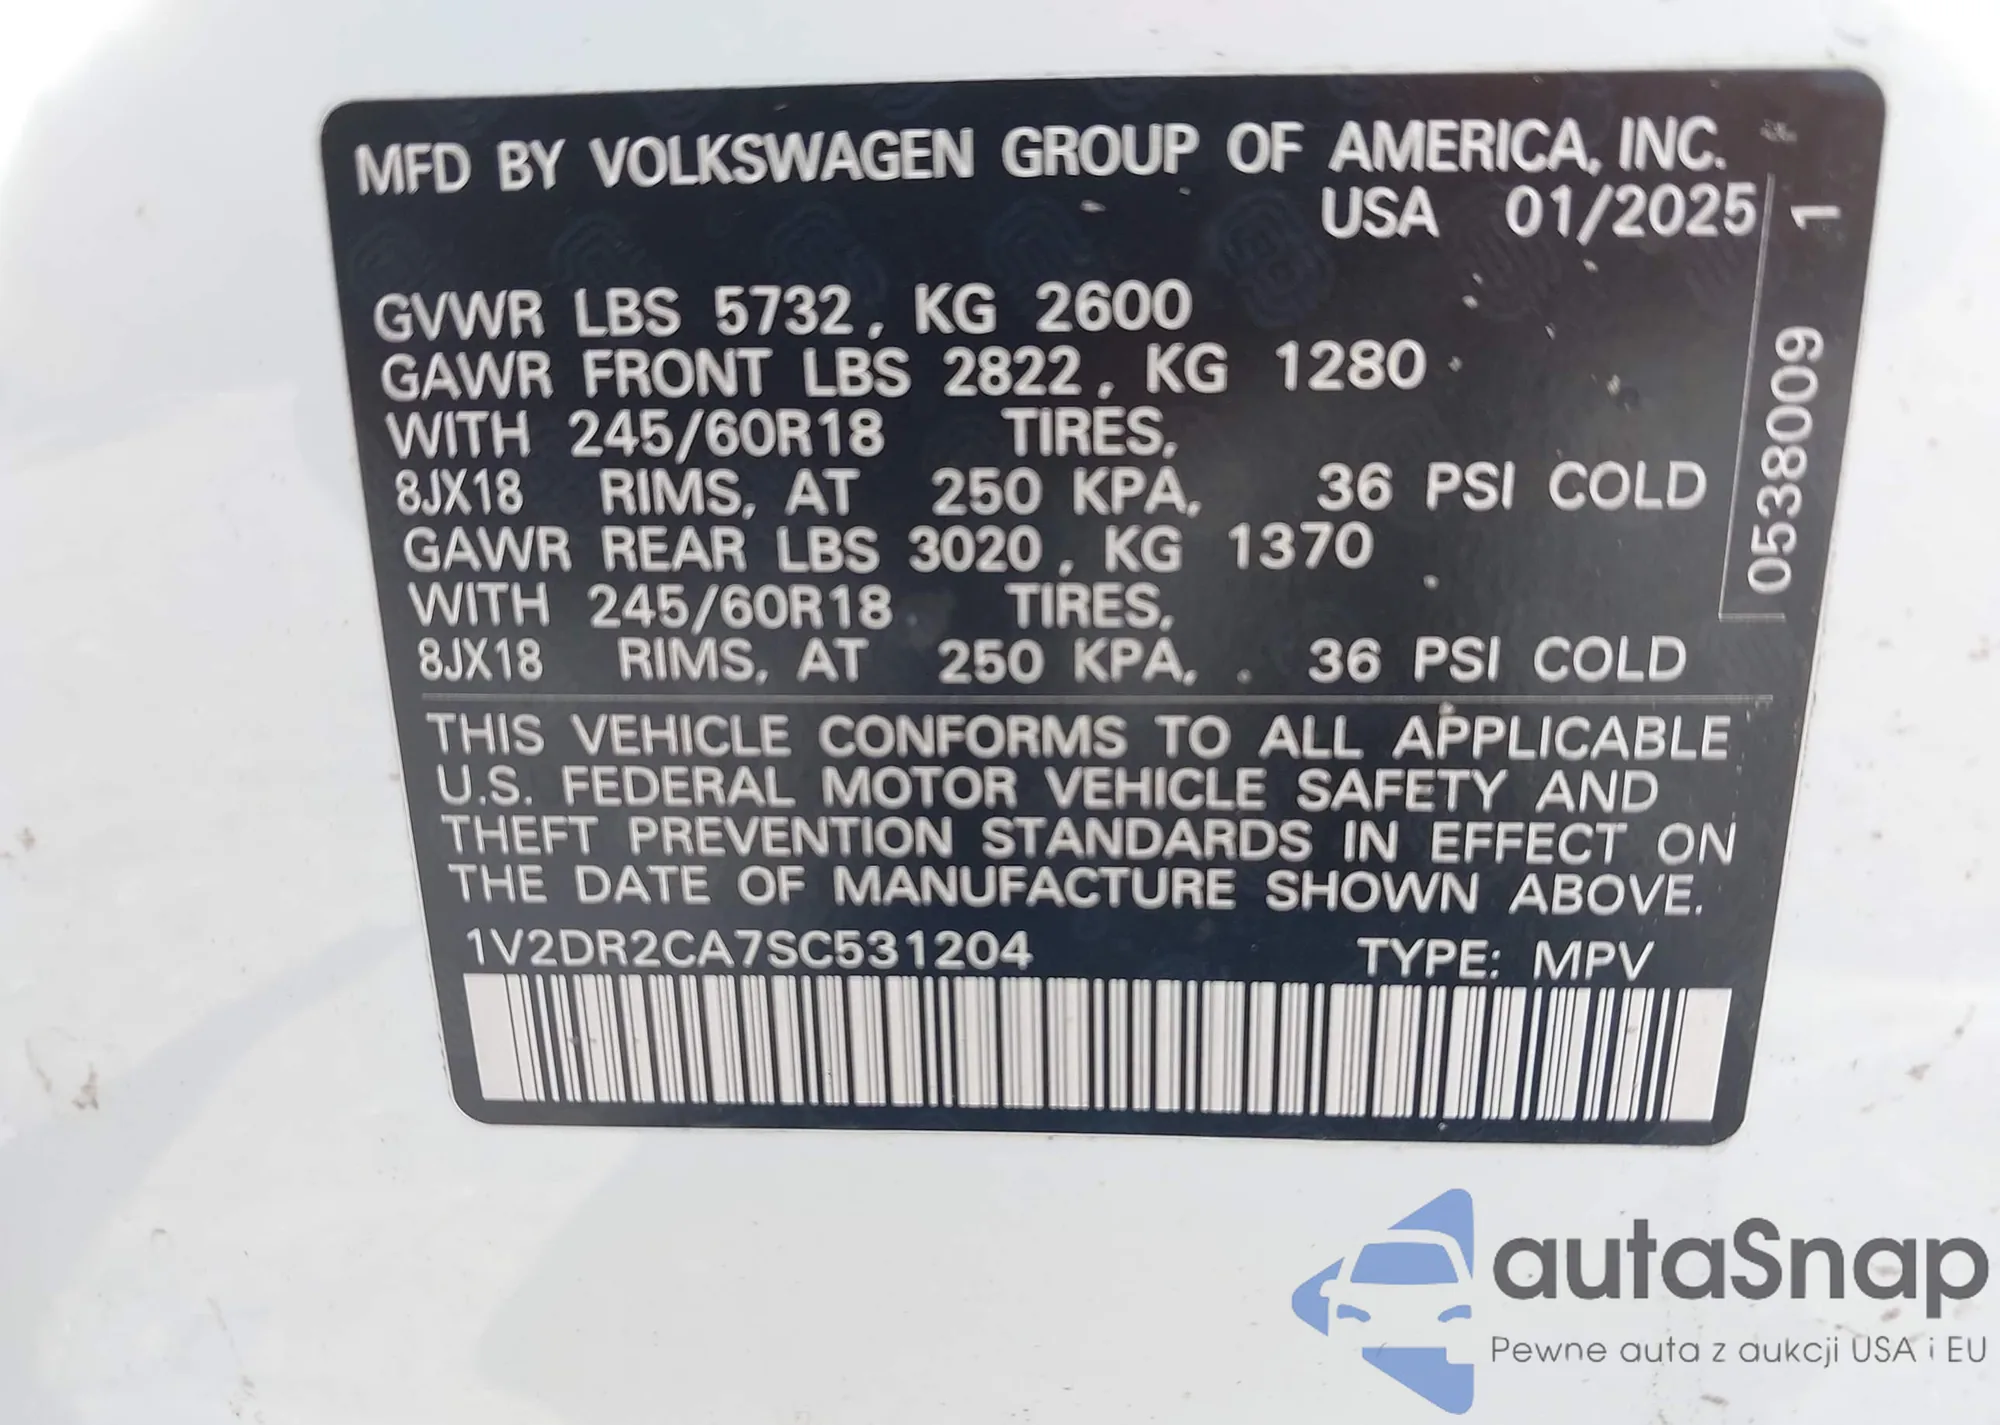 MFD BY VOLKSWAGEN GROUP OF AMERICA, INC.
USA 01/2025
GVWR LBS 5732, KG 2600
GAWR FRONT LBS 2822, KG 1280
WITH 245/60R18 TIRES,
8JX18 RIMS, AT 250 KPA, 36 PSI COLD
GAWR REAR LBS 3020, KG 1370
WITH 245/60R18 TIRES,
8JX18 RIMS, AT 250 KPA, 36 PSI COLD
0538009 1
THIS VEHICLE CONFORMS TO ALL APPLICABLE
U.S. FEDERAL MOTOR VEHICLE SAFETY AND
THEFT PREVENTION STANDARDS IN EFFECT ON
THE DATE OF MANUFACTURE SHOWN ABOVE.
1V2DR2CA7SC531204 TYPE: MPV
autaSnap
Pewne auta z aukcji USA i EU